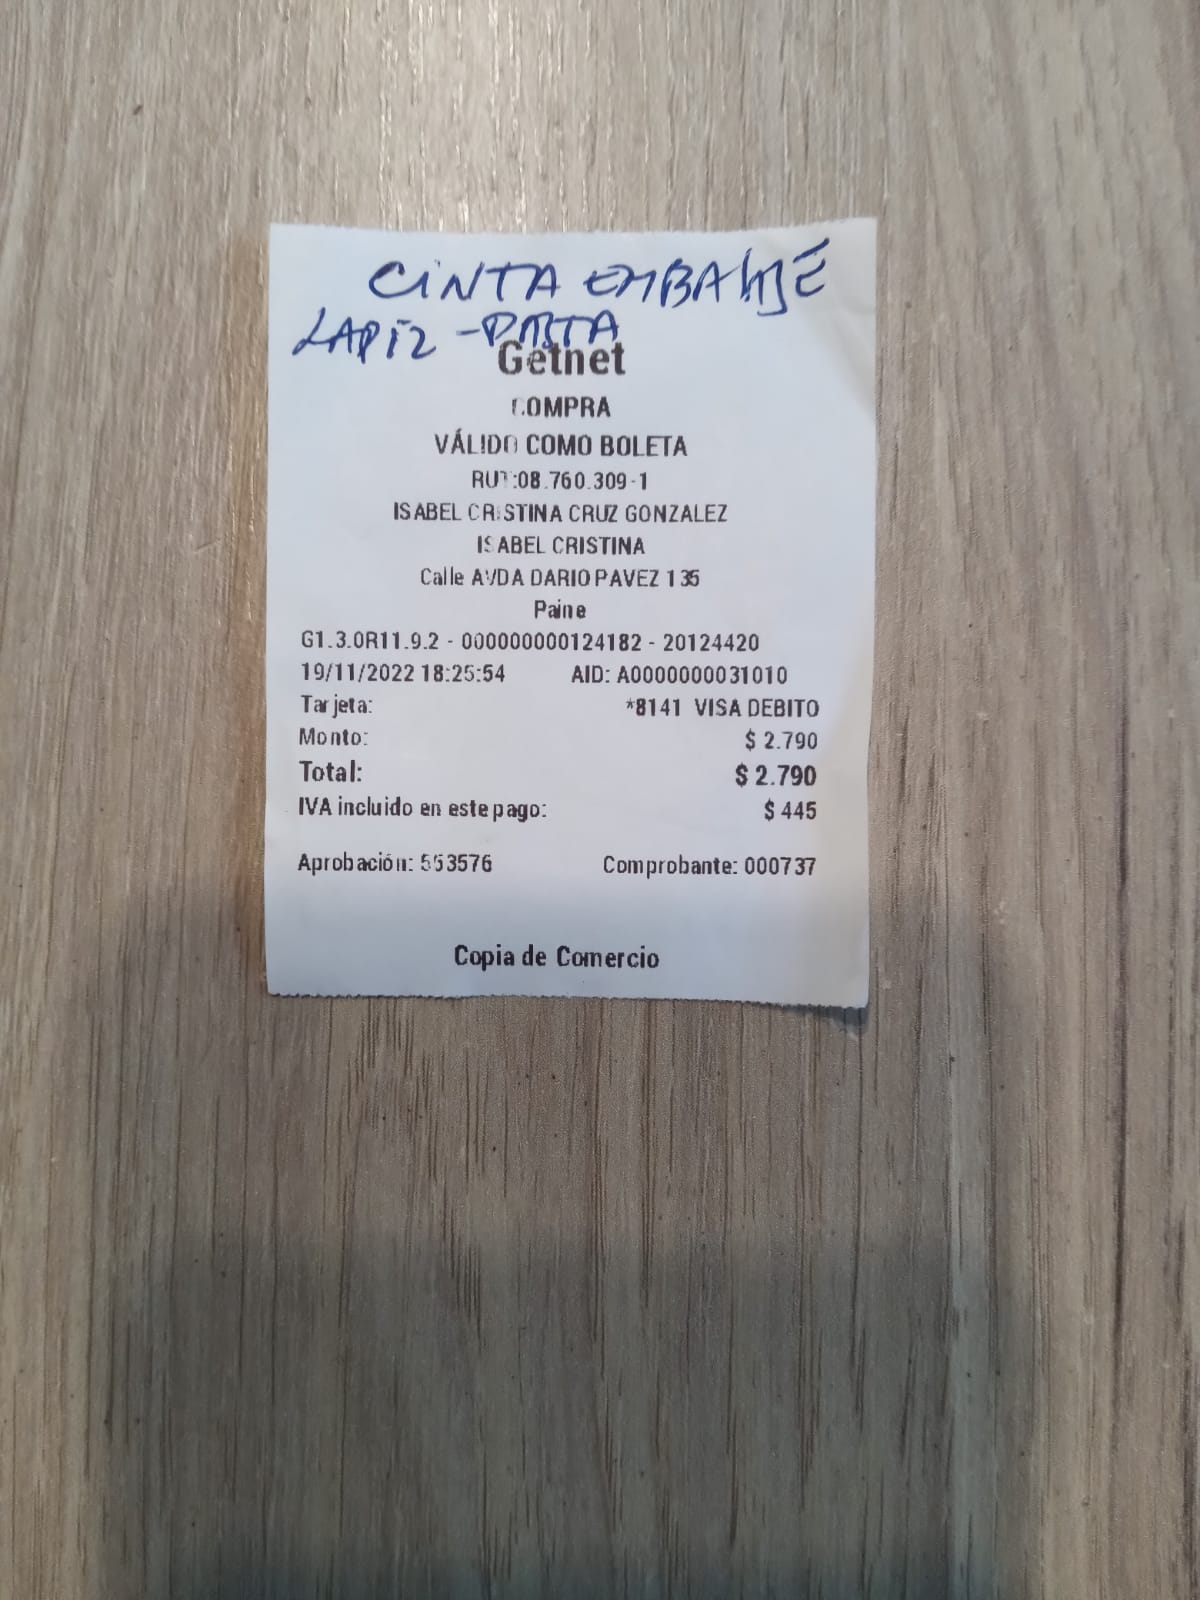 CINTA EMBALAJE
LAPIZ - PASTA
Getnet
COMPRA
VÁLIDO COMO BOLETA
RUT:08.760.309-1
ISABEL CRISTINA CRUZ GONZALEZ
ISABEL CRISTINA
Calle AVDA DARIO PAVEZ 135
Paine
G1.3.0R11.9.2 - 000000000124182 - 20124420
19/11/2022 18:25:54 AID: A0000000031010
Tarjeta: *8141 VISA DEBITO
Monto: $ 2.790
Total: $ 2.790
IVA incluido en este pago: $ 445
Aprobación: 553576 Comprobante: 000737
Copia de Comercio